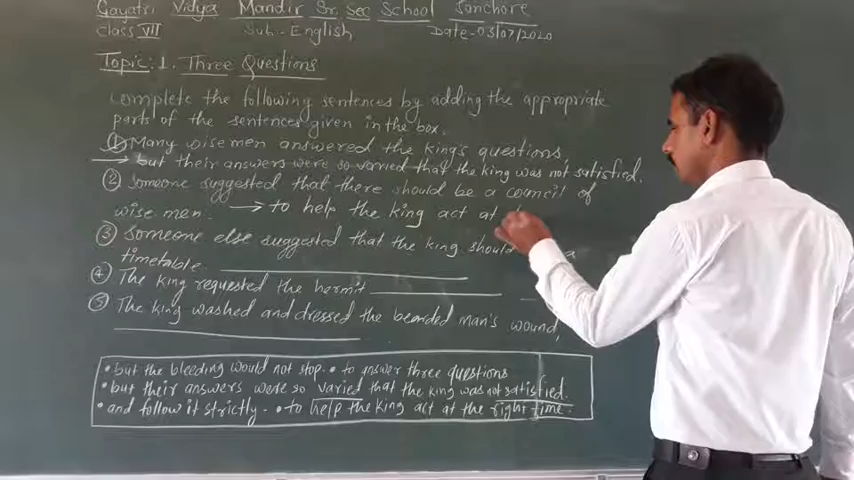 Gayatri Vidya Mandir Sr. Sec School Sanchore
Class VII Sub:- English Date-03/07/2020
Topic:1. Three Questions
Complete the following sentences by adding the appropriate
parts of the sentences given in the box.
① Many wise men answered the king's questions,
→ but their answers were so varied that the king was not satisfied.
② Someone suggested that there should be a council of
wise men. → to help the king act at
③ Someone else suggested that the king should a
timetable
④ The king requested the hermit
⑤ The king washed and dressed the bearded man's wound,
• but the bleeding would not stop. • to answer three questions
• but their answers were so varied that the king was not satisfied.
• and follow it strictly. • to help the king act at the right time.